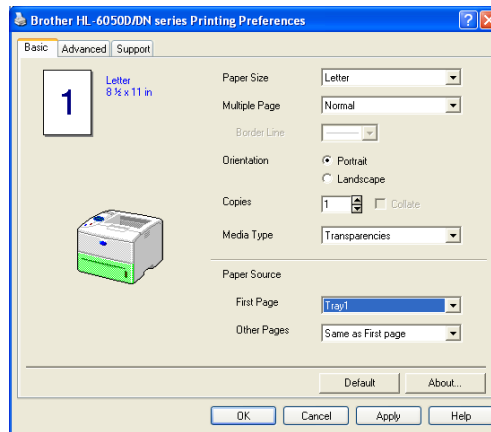 Brother HL-6050D/DN series Printing Preferences
Basic Advanced Support
1
Letter
8 ½ x 11 in
Paper Size Letter
Multiple Page Normal
Border Line
Orientation Portrait
Landscape
Copies 1 Collate
Media Type Transparencies
Paper Source
First Page Tray1
Other Pages Same as First page
Default About...
OK Cancel Apply Help